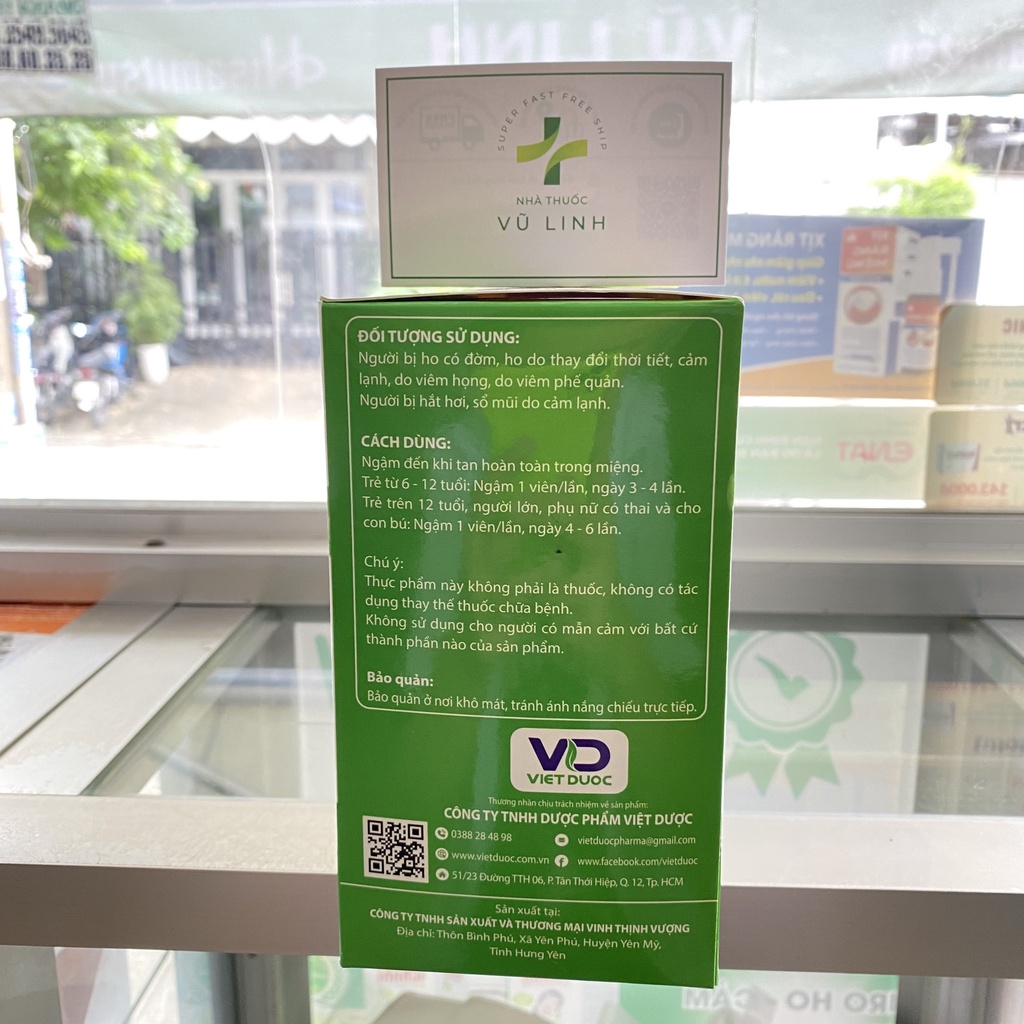 VŨ LINH
SUPER FAST FREE SHIP
NHÀ THUỐC
VŨ LINH
ĐỐI TƯỢNG SỬ DỤNG:
Người bị ho có đờm, ho do thay đổi thời tiết, cảm
lạnh, do viêm họng, do viêm phế quản.
Người bị hắt hơi, sổ mũi do cảm lạnh.
CÁCH DÙNG:
Ngậm đến khi tan hoàn toàn trong miệng.
Trẻ từ 6 - 12 tuổi: Ngậm 1 viên/lần, ngày 3 - 4 lần.
Trẻ trên 12 tuổi, người lớn, phụ nữ có thai và cho
con bú: Ngậm 1 viên/lần, ngày 4 - 6 lần.
Chú ý:
Thực phẩm này không phải là thuốc, không có tác
dụng thay thế thuốc chữa bệnh.
Không sử dụng cho người có mẫn cảm với bất cứ
thành phần nào của sản phẩm.
Bảo quản:
Bảo quản ở nơi khô mát, tránh ánh nắng chiếu trực tiếp.
VD
VIET DUOC
Thương nhân chịu trách nhiệm về sản phẩm:
CÔNG TY TNHH DƯỢC PHẨM VIỆT DƯỢC
0388 28 48 98
vietduocpharma@gmail.com
www.vietduoc.com.vn
www.facebook.com/vietduoc
51/23 Đường TTH 06, P. Tân Thới Hiệp, Q. 12, Tp. HCM
Sản xuất tại:
CÔNG TY TNHH SẢN XUẤT VÀ THƯƠNG MẠI VINH THỊNH VƯỢNG
Địa chỉ: Thôn Bình Phú, Xã Yên Phú, Huyện Yên Mỹ,
Tỉnh Hưng Yên
XỊT RĂNG M
ENAT
143.000đ